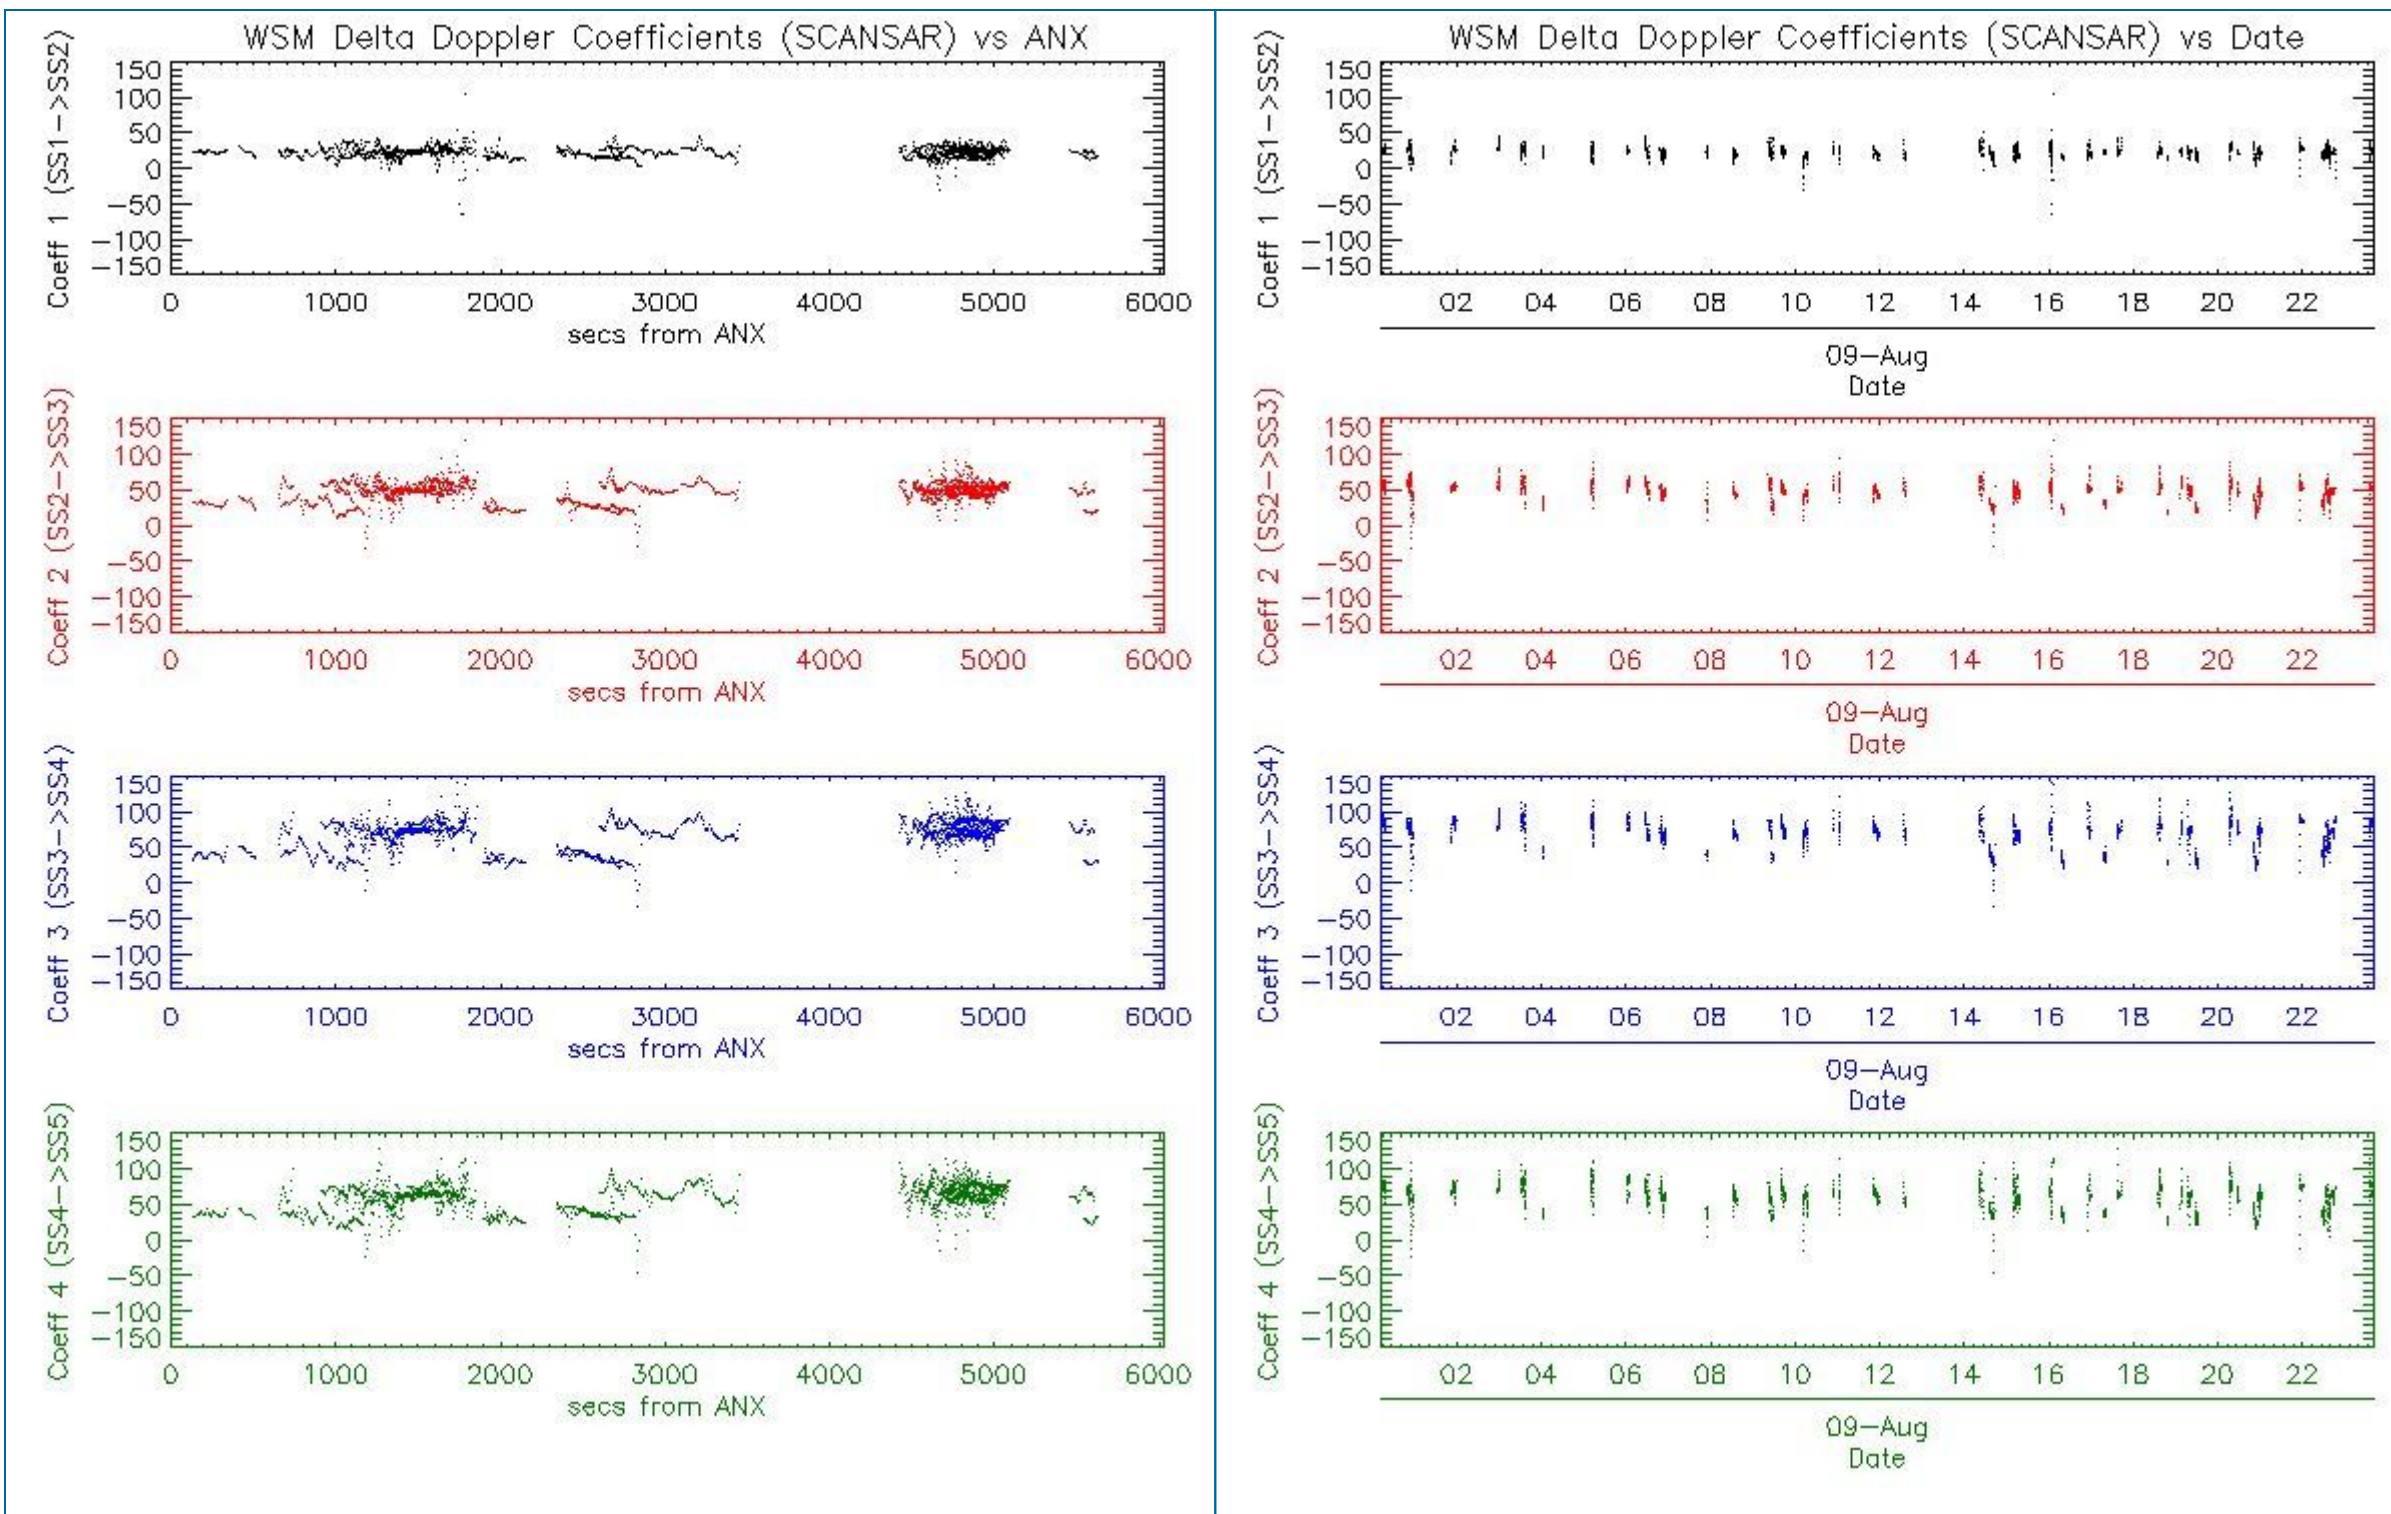 WSM Delta Doppler Coefficients (SCANSAR) vs ANX
Coeff 1 (SS1->SS2)
150
100
50
0
-50
-100
-150
0 1000 2000 3000 4000 5000 6000
secs from ANX
Coeff 2 (SS2->SS3)
150
100
50
0
-50
-100
-150
0 1000 2000 3000 4000 5000 6000
secs from ANX
Coeff 3 (SS3->SS4)
150
100
50
0
-50
-100
-150
0 1000 2000 3000 4000 5000 6000
secs from ANX
Coeff 4 (SS4->SS5)
150
100
50
0
-50
-100
-150
0 1000 2000 3000 4000 5000 6000
secs from ANX
WSM Delta Doppler Coefficients (SCANSAR) vs Date
Coeff 1 (SS1->SS2)
150
100
50
0
-50
-100
-150
02 04 06 08 10 12 14 16 18 20 22
09-Aug
Date
Coeff 2 (SS2->SS3)
150
100
50
0
-50
-100
-150
02 04 06 08 10 12 14 16 18 20 22
09-Aug
Date
Coeff 3 (SS3->SS4)
150
100
50
0
-50
-100
-150
02 04 06 08 10 12 14 16 18 20 22
09-Aug
Date
Coeff 4 (SS4->SS5)
150
100
50
0
-50
-100
-150
02 04 06 08 10 12 14 16 18 20 22
09-Aug
Date